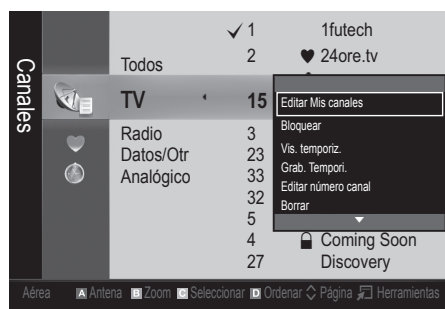 Canales
1 1futech
Todos 2 24ore.tv
TV 15
Radio 3
Datos/Otr 23
Analógico 33
32
5
4 Coming Soon
27 Discovery
Editar Mis canales
Bloquear
Vis. temporiz.
Grab. Tempori.
Editar número canal
Borrar
Aérea A Antena B Zoom C Seleccionar D Ordenar Página Herramientas